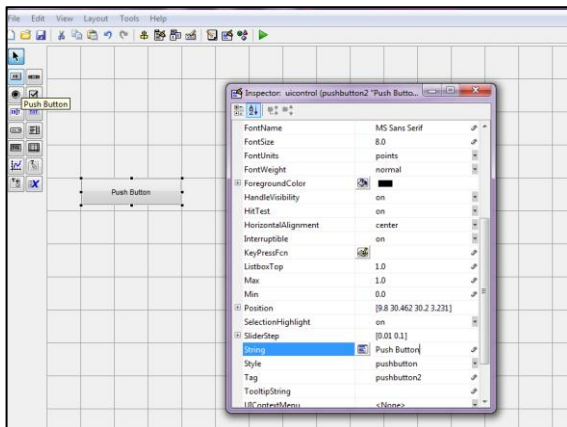 File Edit View Layout Tools Help
Push Button
Push Button
Inspector: uicontrol (pushbutton2 "Push Butto...
FontName MS Sans Serif
FontSize 8.0
FontUnits points
FontWeight normal
ForegroundColor
HandleVisibility on
HitTest on
HorizontalAlignment center
Interruptible on
KeyPressFcn
ListboxTop 1.0
Max 1.0
Min 0.0
Position [9.8 30.462 30.2 3.231]
SelectionHighlight on
SliderStep [0.01 0.1]
String Push Button
Style pushbutton
Tag pushbutton2
TooltipString
UIContextMenu <None>